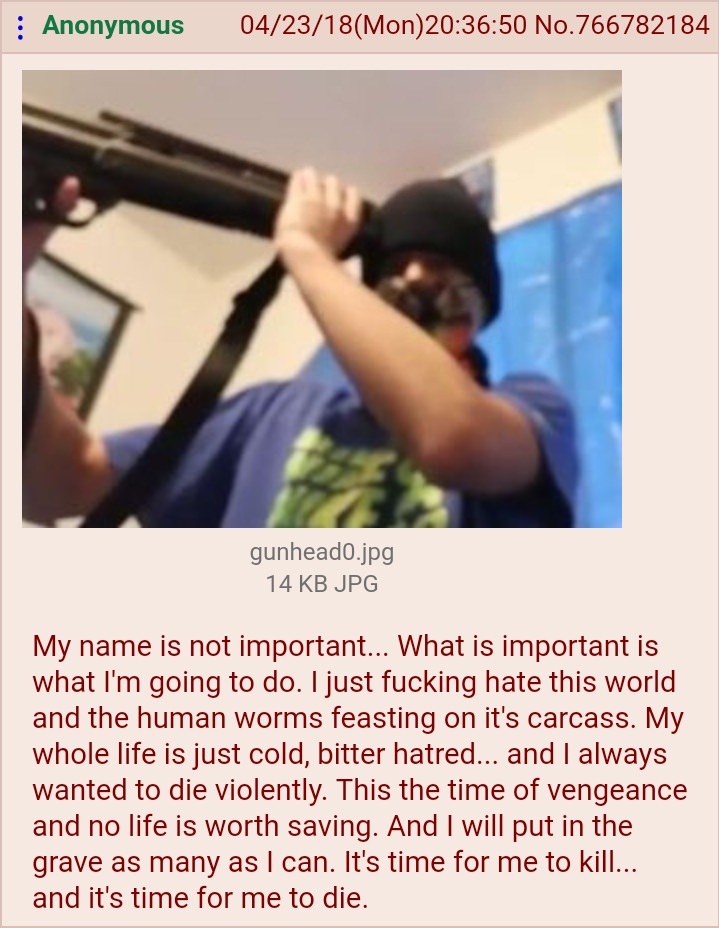 Anonymous 04/23/18(Mon)20:36:50 No.766782184
gunhead0.jpg
14 KB JPG
My name is not important... What is important is
what I'm going to do. I just fucking hate this world
and the human worms feasting on it's carcass. My
whole life is just cold, bitter hatred... and I always
wanted to die violently. This the time of vengeance
and no life is worth saving. And I will put in the
grave as many as I can. It's time for me to kill...
and it's time for me to die.